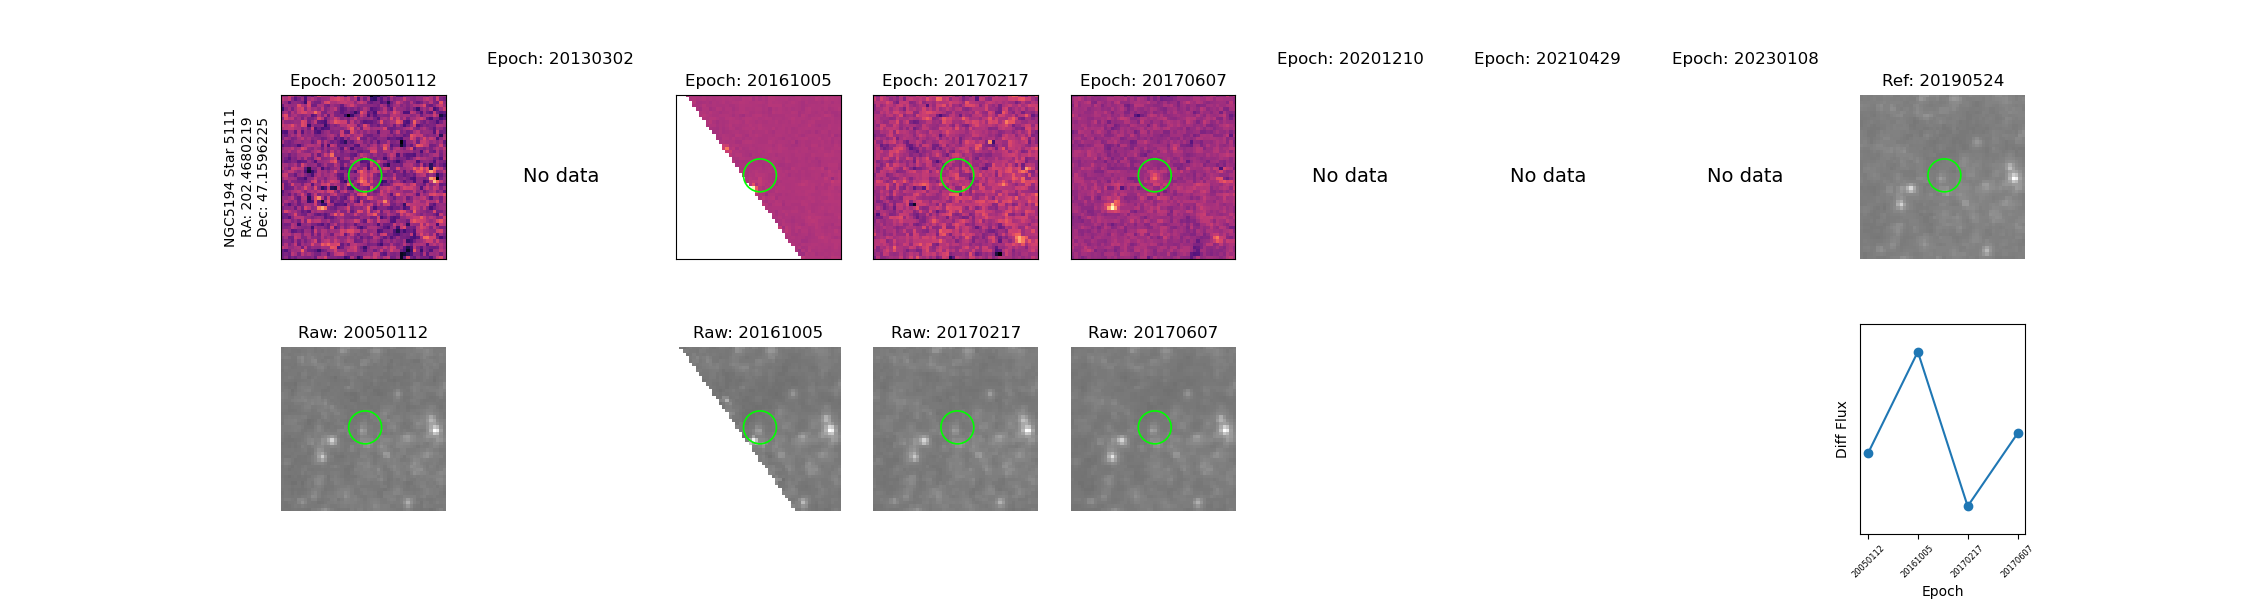 NGC5194 Star 5111
RA: 202.4680219
Dec: 47.1596225
Epoch: 20050112
Epoch: 20130302
No data
Epoch: 20161005
Epoch: 20170217
Epoch: 20170607
Epoch: 20201210
No data
Epoch: 20210429
No data
Epoch: 20230108
No data
Ref: 20190524
Raw: 20050112
Raw: 20161005
Raw: 20170217
Raw: 20170607
Diff Flux
20050112
20161005
20170217
20170607
Epoch